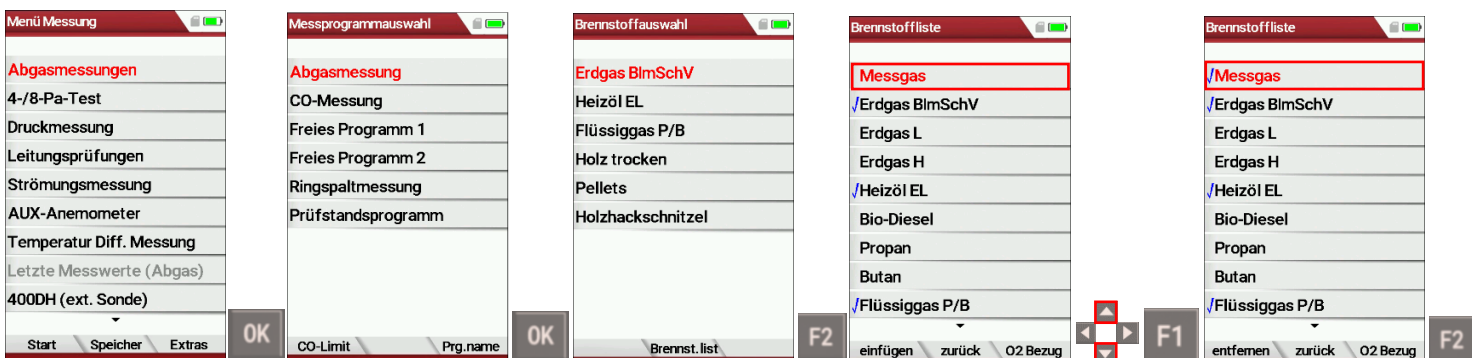 Menü Messung
Abgasmessungen
4-/8-Pa-Test
Druckmessung
Leitungsprüfungen
Strömungsmessung
AUX-Anemometer
Temperatur Diff. Messung
Letzte Messwerte (Abgas)
400DH (ext. Sonde)
Start Speicher Extras
OK
Messprogrammauswahl
Abgasmessung
CO-Messung
Freies Programm 1
Freies Programm 2
Ringspaltmessung
Prüfstandsprogramm
CO-Limit Prg.name
OK
Brennstoffauswahl
Erdgas BImSchV
Heizöl EL
Flüssiggas P/B
Holz trocken
Pellets
Holzhackschnitzel
Brennst.list
F2
Brennstoffliste
Messgas
√Erdgas BImSchV
Erdgas L
Erdgas H
√Heizöl EL
Bio-Diesel
Propan
Butan
√Flüssiggas P/B
einfügen zurück O2 Bezug
F1
Brennstoffliste
√Messgas
√Erdgas BImSchV
Erdgas L
Erdgas H
√Heizöl EL
Bio-Diesel
Propan
Butan
√Flüssiggas P/B
entfernen zurück O2 Bezug
F2